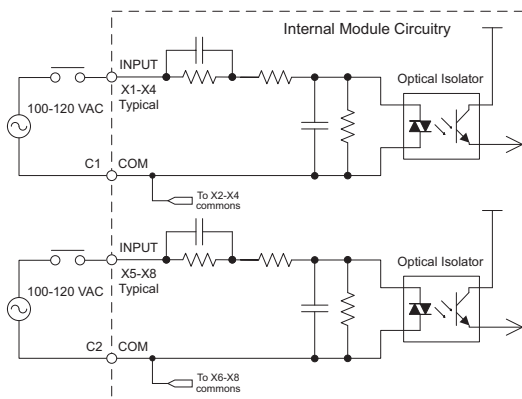 Internal Module Circuitry
INPUT
X1-X4
Typical
Optical Isolator
100-120 VAC
C1
COM
To X2-X4
commons
INPUT
X5-X8
Typical
Optical Isolator
100-120 VAC
C2
COM
To X6-X8
commons